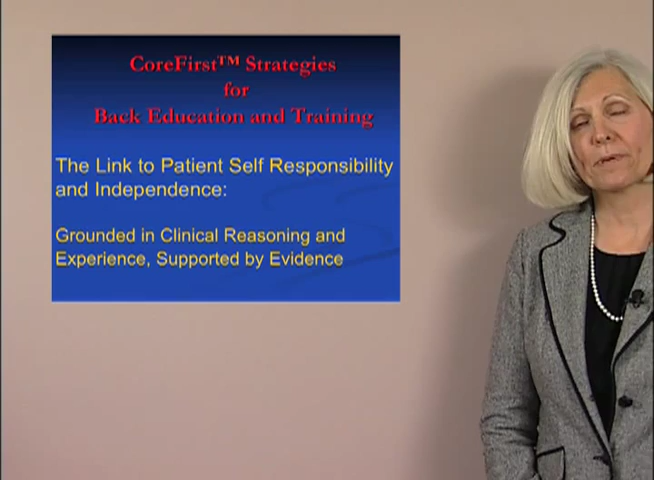 CoreFirst™ Strategies
for
Back Education and Training
The Link to Patient Self Responsibility
and Independence:
Grounded in Clinical Reasoning and
Experience, Supported by Evidence